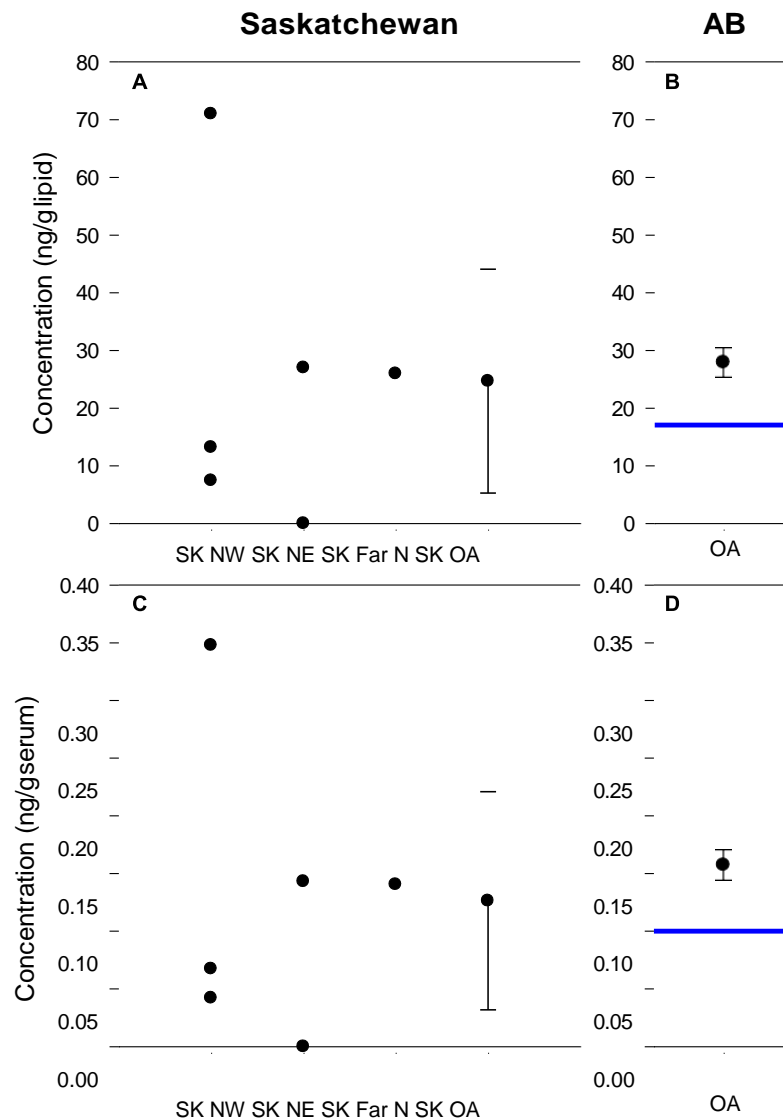 Saskatchewan AB
80 80
A B
70 70
60 60
50 50
40 40
30 30
20 20
10 10
0 0
Concentration (ng/glipid)
SK NW SK NE SK Far N SK OA OA
0.40 0.40
C D
0.35 0.35
0.30 0.30
0.25 0.25
0.20 0.20
0.15 0.15
0.10 0.10
0.05 0.05
0.00 0.00
Concentration (ng/gserum)
SK NW SK NE SK Far N SK OA OA